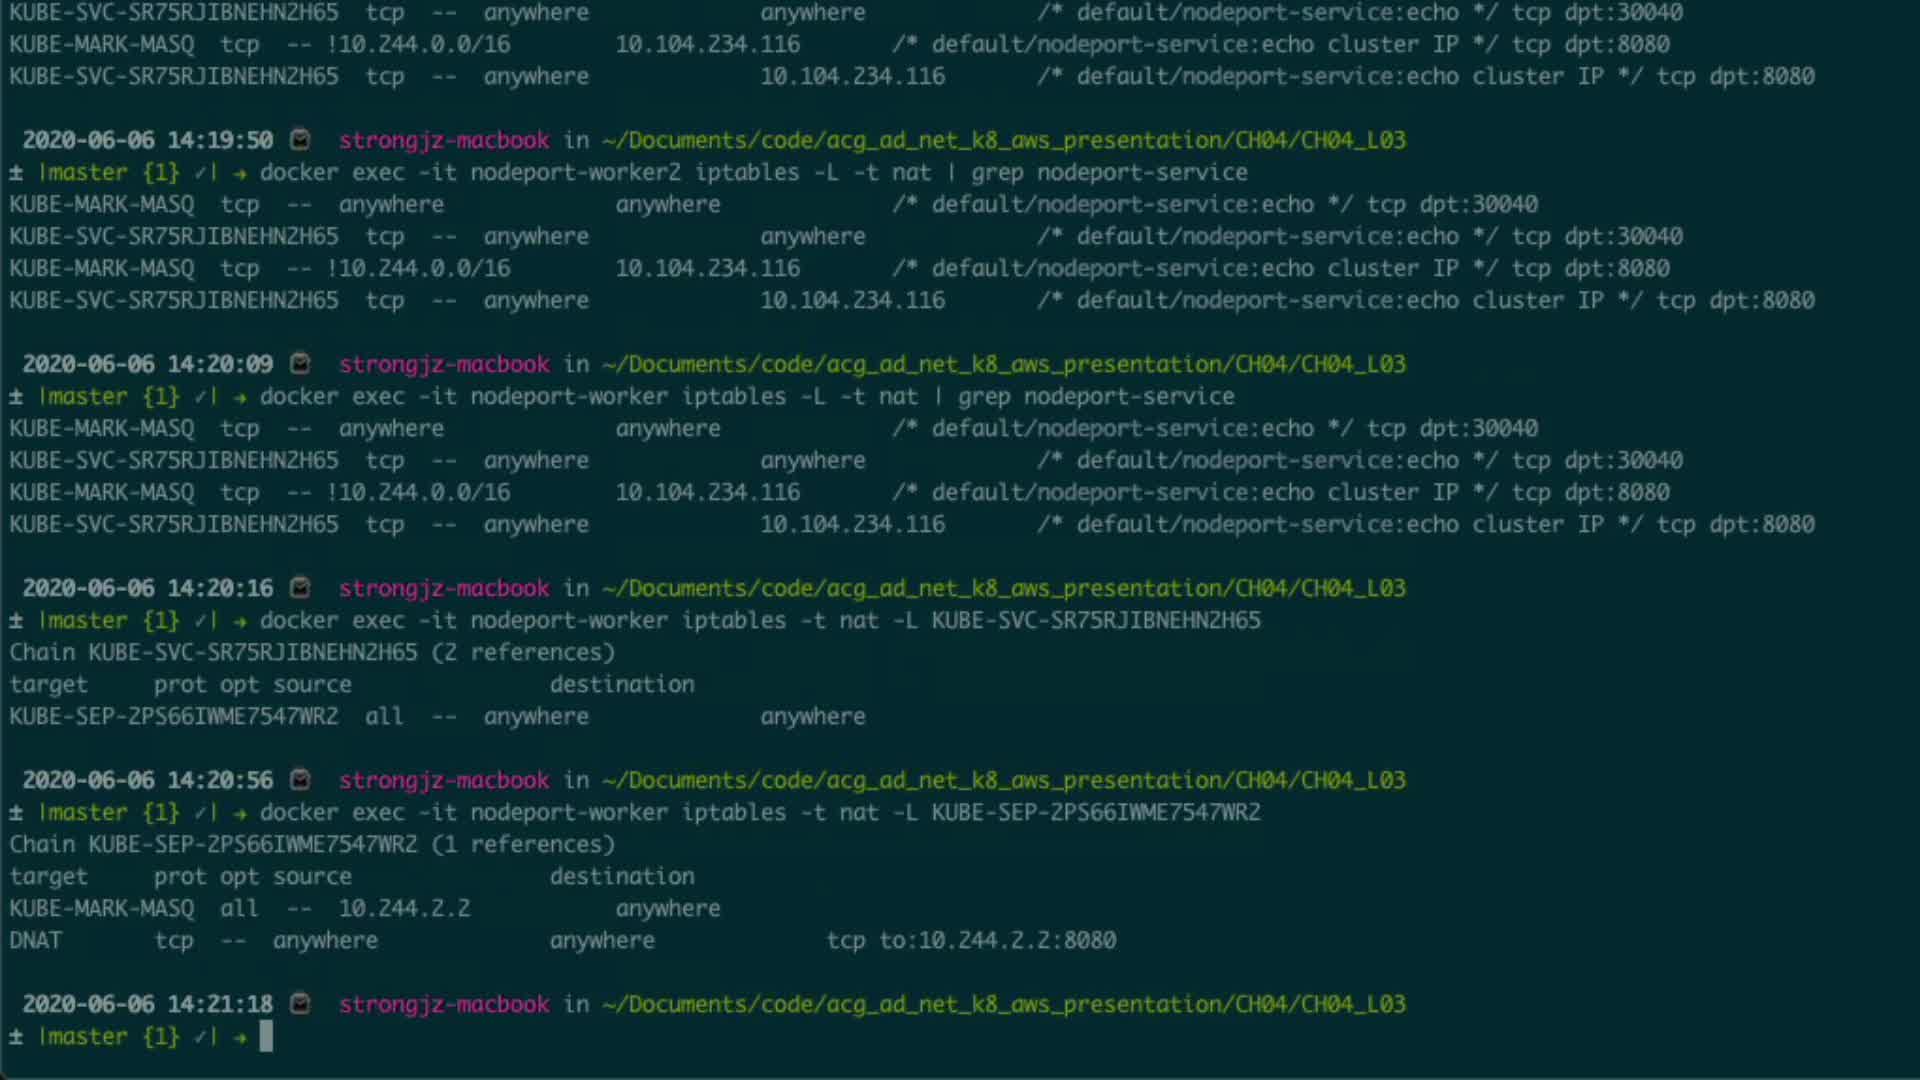 KUBE-SVC-SR75RJIBNEHN2H65  tcp  --  anywhere             anywhere             /* default/nodeport-service:echo */ tcp dpt:30040
KUBE-MARK-MASQ  tcp  -- !10.244.0.0/16        10.104.234.116       /* default/nodeport-service:echo cluster IP */ tcp dpt:8080
KUBE-SVC-SR75RJIBNEHN2H65  tcp  --  anywhere             10.104.234.116       /* default/nodeport-service:echo cluster IP */ tcp dpt:8080
2020-06-06 14:19:50 strongjz-macbook in ~/Documents/code/acg_ad_net_k8_aws_presentation/CH04/CH04_L03
± |master {1} ✓| → docker exec -it nodeport-worker2 iptables -L -t nat | grep nodeport-service
KUBE-MARK-MASQ  tcp  --  anywhere             anywhere             /* default/nodeport-service:echo */ tcp dpt:30040
KUBE-SVC-SR75RJIBNEHN2H65  tcp  --  anywhere             anywhere             /* default/nodeport-service:echo */ tcp dpt:30040
KUBE-MARK-MASQ  tcp  -- !10.244.0.0/16        10.104.234.116       /* default/nodeport-service:echo cluster IP */ tcp dpt:8080
KUBE-SVC-SR75RJIBNEHN2H65  tcp  --  anywhere             10.104.234.116       /* default/nodeport-service:echo cluster IP */ tcp dpt:8080
2020-06-06 14:20:09 strongjz-macbook in ~/Documents/code/acg_ad_net_k8_aws_presentation/CH04/CH04_L03
± |master {1} ✓| → docker exec -it nodeport-worker iptables -L -t nat | grep nodeport-service
KUBE-MARK-MASQ  tcp  --  anywhere             anywhere             /* default/nodeport-service:echo */ tcp dpt:30040
KUBE-SVC-SR75RJIBNEHN2H65  tcp  --  anywhere             anywhere             /* default/nodeport-service:echo */ tcp dpt:30040
KUBE-MARK-MASQ  tcp  -- !10.244.0.0/16        10.104.234.116       /* default/nodeport-service:echo cluster IP */ tcp dpt:8080
KUBE-SVC-SR75RJIBNEHN2H65  tcp  --  anywhere             10.104.234.116       /* default/nodeport-service:echo cluster IP */ tcp dpt:8080
2020-06-06 14:20:16 strongjz-macbook in ~/Documents/code/acg_ad_net_k8_aws_presentation/CH04/CH04_L03
± |master {1} ✓| → docker exec -it nodeport-worker iptables -t nat -L KUBE-SVC-SR75RJIBNEHN2H65
Chain KUBE-SVC-SR75RJIBNEHN2H65 (2 references)
target     prot opt source               destination
KUBE-SEP-2PS66IWME7547WR2  all  --  anywhere             anywhere
2020-06-06 14:20:56 strongjz-macbook in ~/Documents/code/acg_ad_net_k8_aws_presentation/CH04/CH04_L03
± |master {1} ✓| → docker exec -it nodeport-worker iptables -t nat -L KUBE-SEP-2PS66IWME7547WR2
Chain KUBE-SEP-2PS66IWME7547WR2 (1 references)
target     prot opt source               destination
KUBE-MARK-MASQ  all  --  10.244.2.2           anywhere
DNAT       tcp  --  anywhere             anywhere             tcp to:10.244.2.2:8080
2020-06-06 14:21:18 strongjz-macbook in ~/Documents/code/acg_ad_net_k8_aws_presentation/CH04/CH04_L03
± |master {1} ✓| →